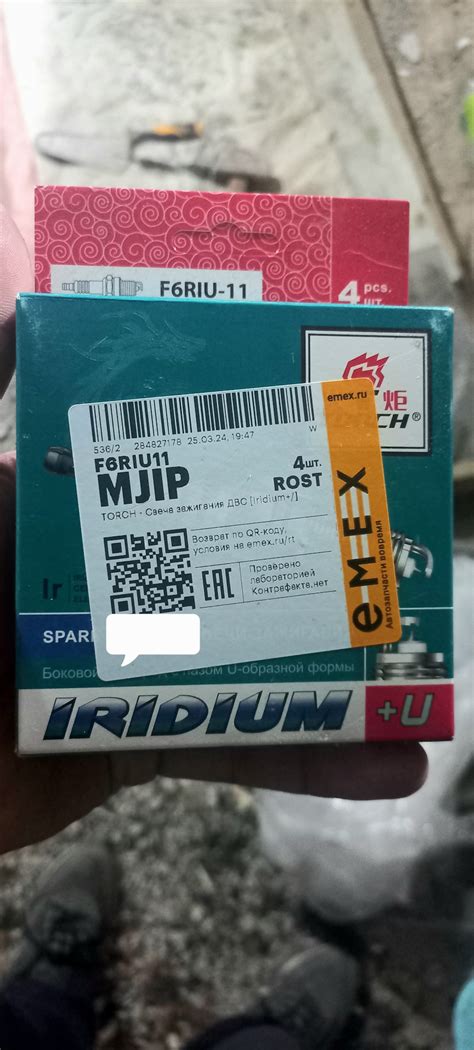 F6RIU-11
4 pcs.
шт.
炬
TORCH®
emex.ru
536/2 284827178 25.03.24, 19:47 W
F6RIU11
4шт.
MJIP
ROST
TORCH - Свеча зажигания ДВС [Iridium+/]
Возврат по QR-коду,
условия на emex.ru/rt
EAC
Проверено
лабораторией
Контрафакта.нет
emex
Автозапчасти вовремя
Ir
Боковой
пазом U-образной формы
IRIDIUM +U